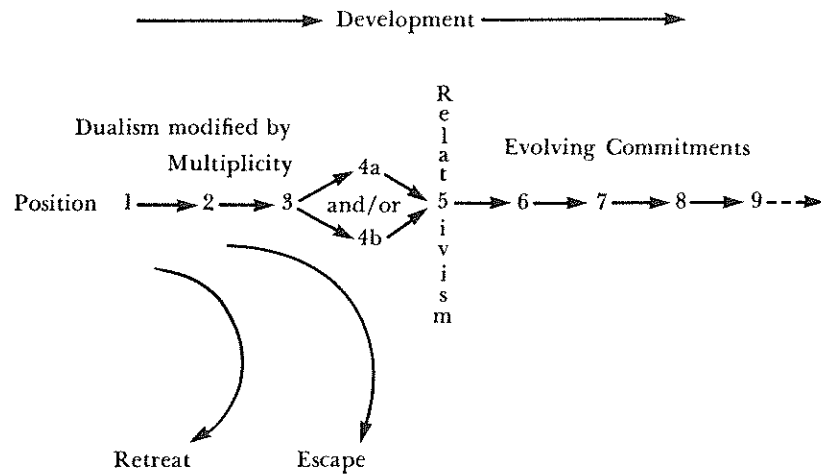 Development
Dualism modified by
Multiplicity
Relativism
Evolving Commitments
4a
Position 1 2 3 and/or 5 6 7 8 9
4b
Retreat Escape